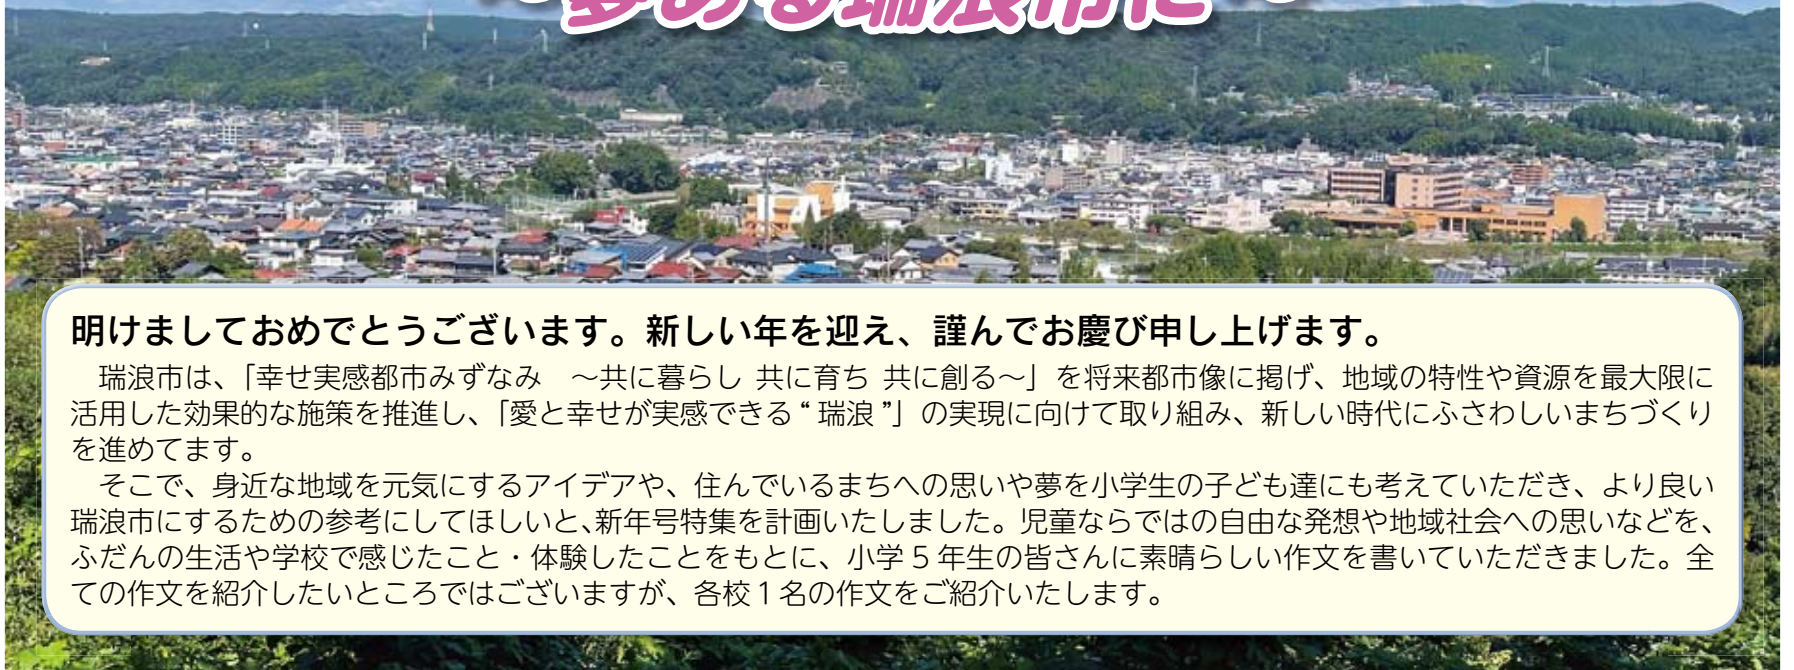 夢ある瑞浪市に
明けましておめでとうございます。新しい年を迎え、謹んでお慶び申し上げます。
　瑞浪市は、「幸せ実感都市みずなみ　～共に暮らし 共に育ち 共に創る～」を将来都市像に掲げ、地域の特性や資源を最大限に
活用した効果的な施策を推進し、「愛と幸せが実感できる“瑞浪”」の実現に向けて取り組み、新しい時代にふさわしいまちづくり
を進めてます。
　そこで、身近な地域を元気にするアイデアや、住んでいるまちへの思いや夢を小学生の子ども達にも考えていただき、より良い
瑞浪市にするための参考にしてほしいと、新年号特集を計画いたしました。児童ならではの自由な発想や地域社会への思いなどを、
ふだんの生活や学校で感じたこと・体験したことをもとに、小学５年生の皆さんに素晴らしい作文を書いていただきました。全
ての作文を紹介したいところではございますが、各校１名の作文をご紹介いたします。